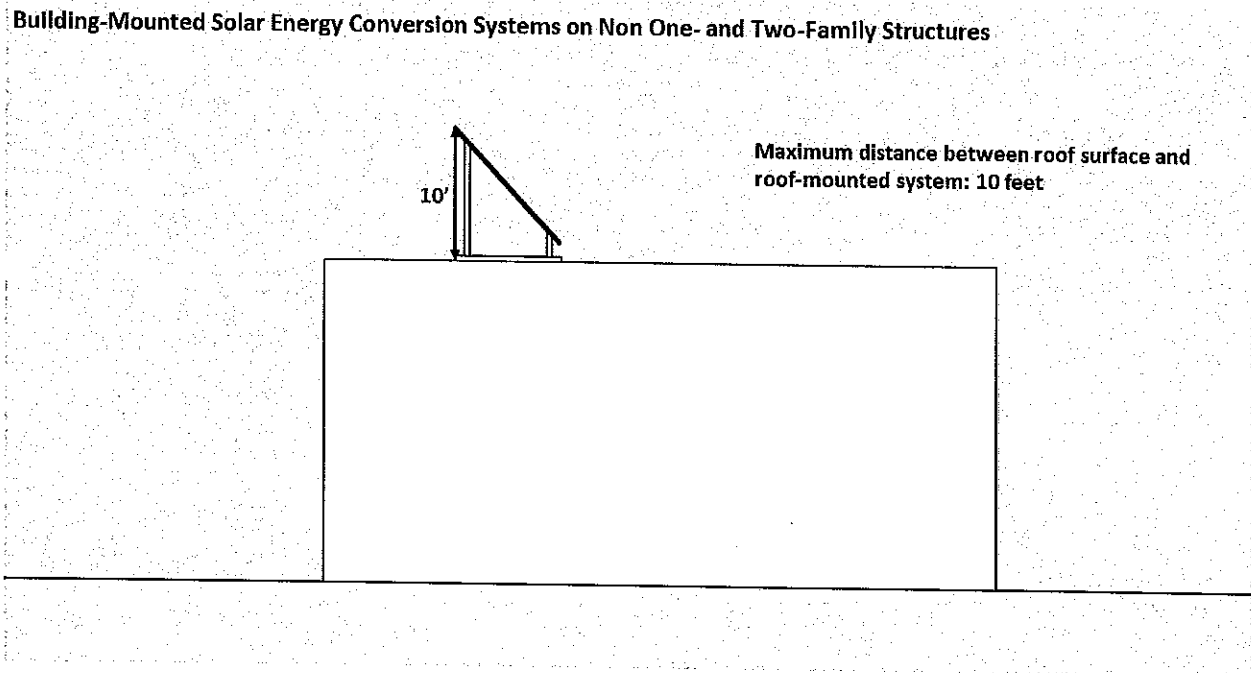 Building-Mounted Solar Energy Conversion Systems on Non One- and Two-Family Structures
Maximum distance between roof surface and
roof-mounted system: 10 feet
10'